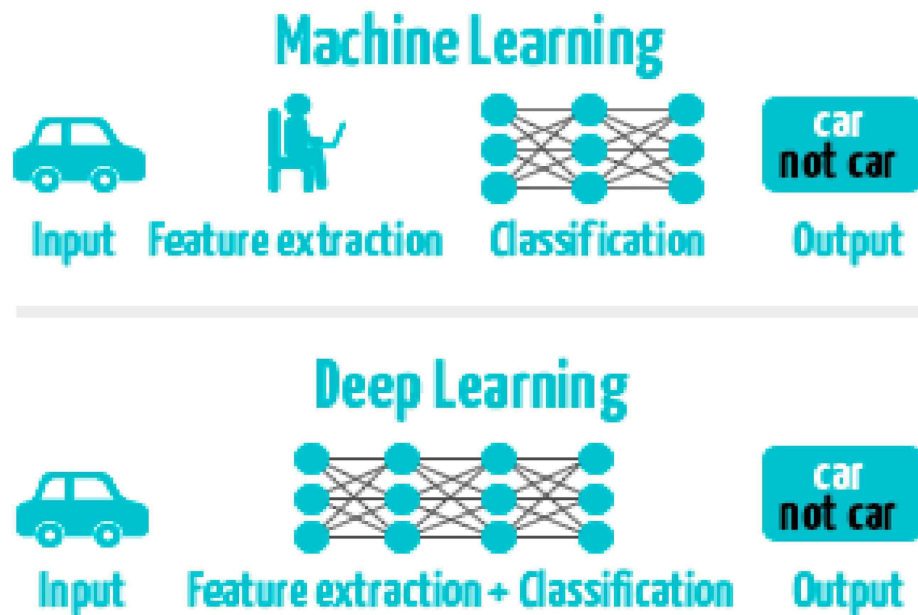 Machine Learning
car
not car
Input Feature extraction Classification Output
Deep Learning
car
not car
Input Feature extraction + Classification Output